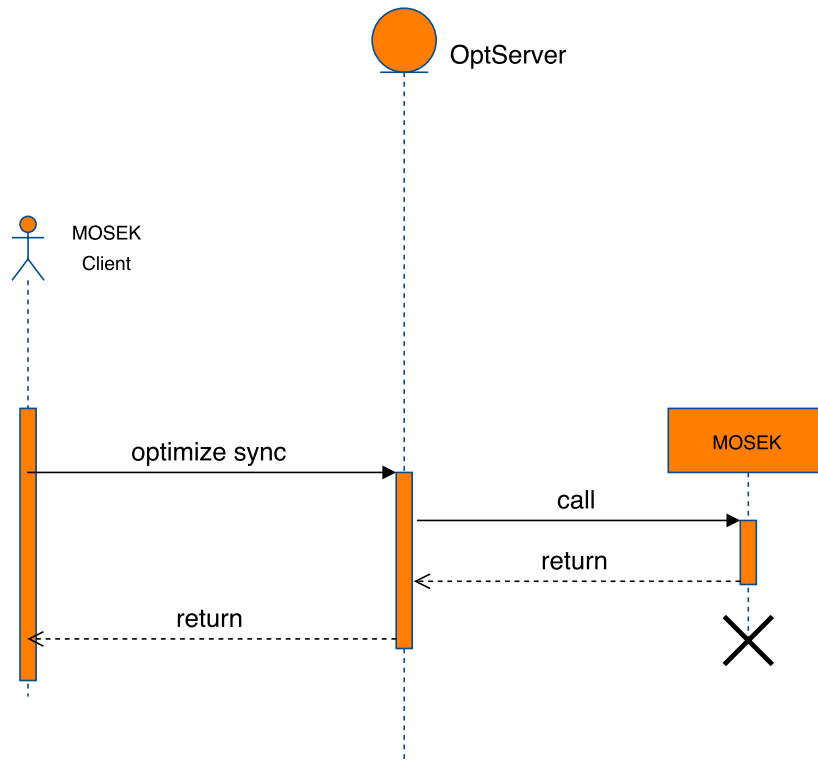 OptServer
MOSEK
Client
MOSEK
optimize sync
call
return
return